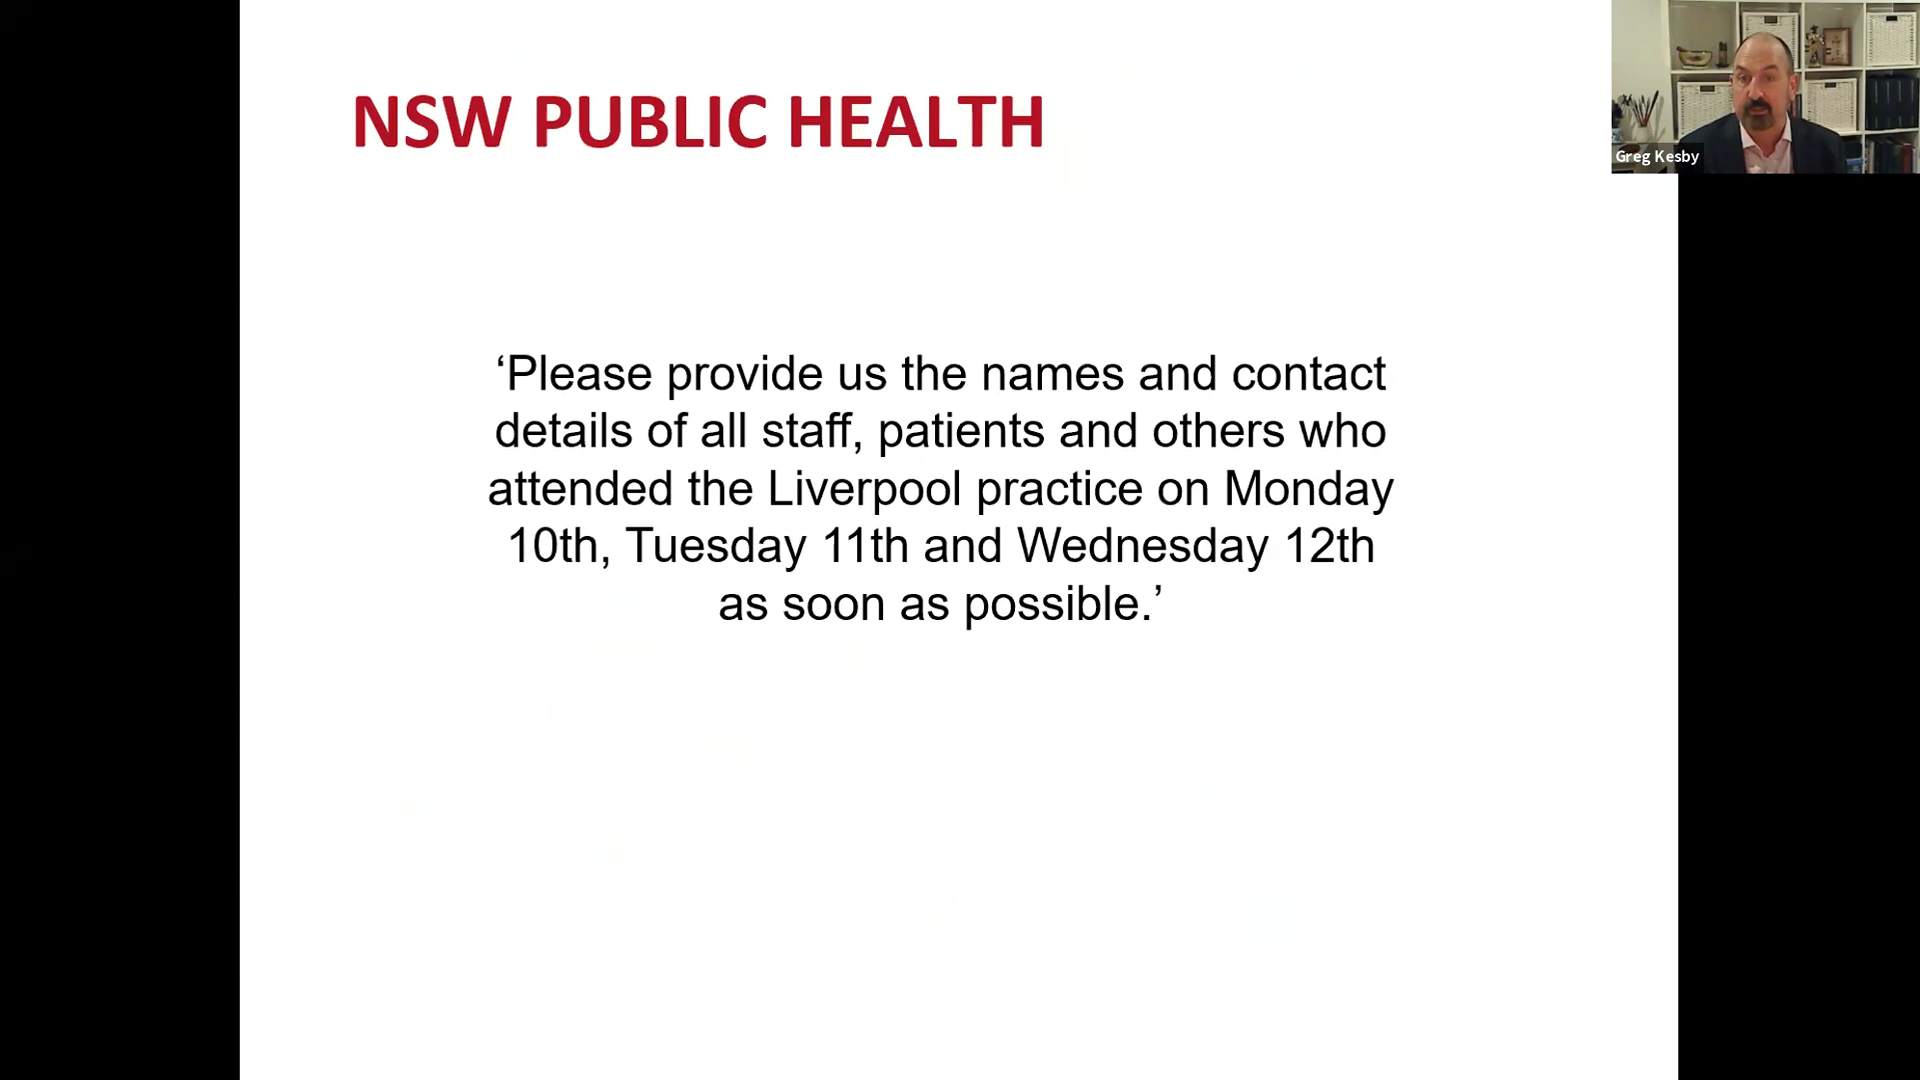 NSW PUBLIC HEALTH
Greg Kesby
‘Please provide us the names and contact
details of all staff, patients and others who
attended the Liverpool practice on Monday
10th, Tuesday 11th and Wednesday 12th
as soon as possible.’